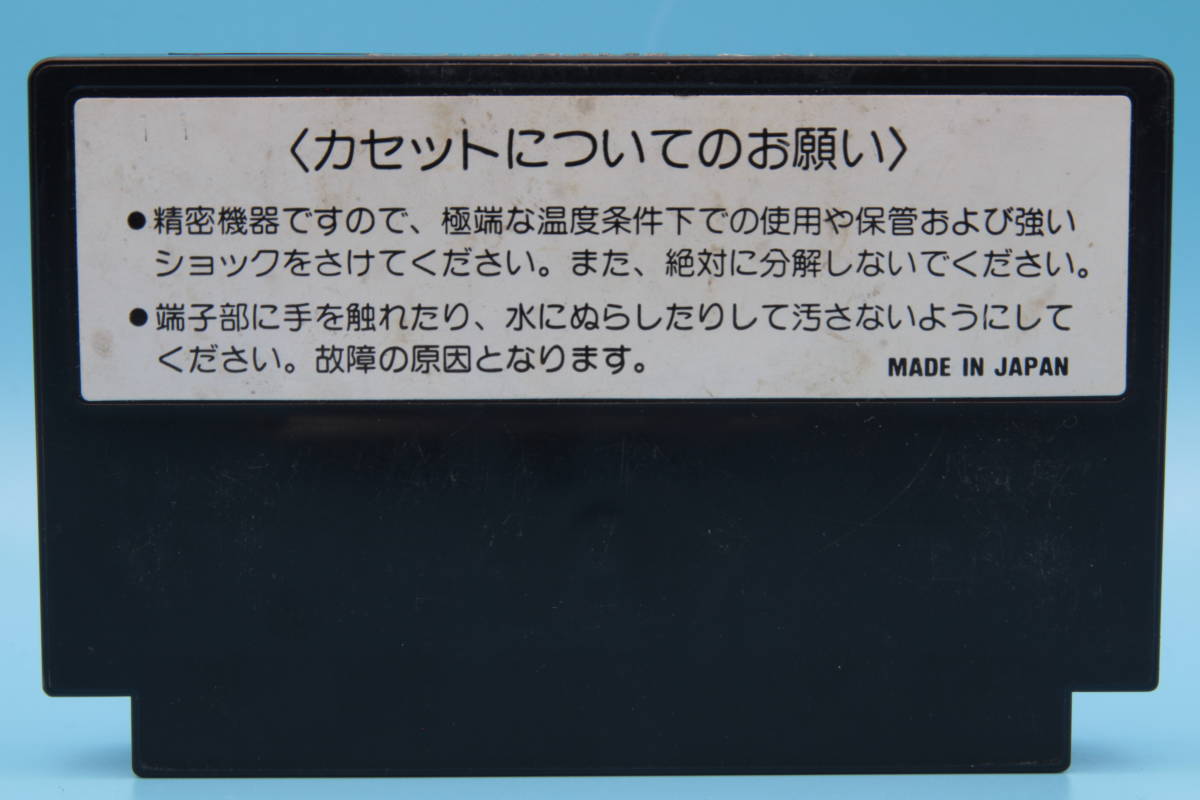 〈カセットについてのお願い〉
●精密機器ですので、極端な温度条件下での使用や保管および強い
ショックをさけてください。また、絶対に分解しないでください。
●端子部に手を触れたり、水にぬらしたりして汚さないようにして
ください。故障の原因となります。
MADE IN JAPAN